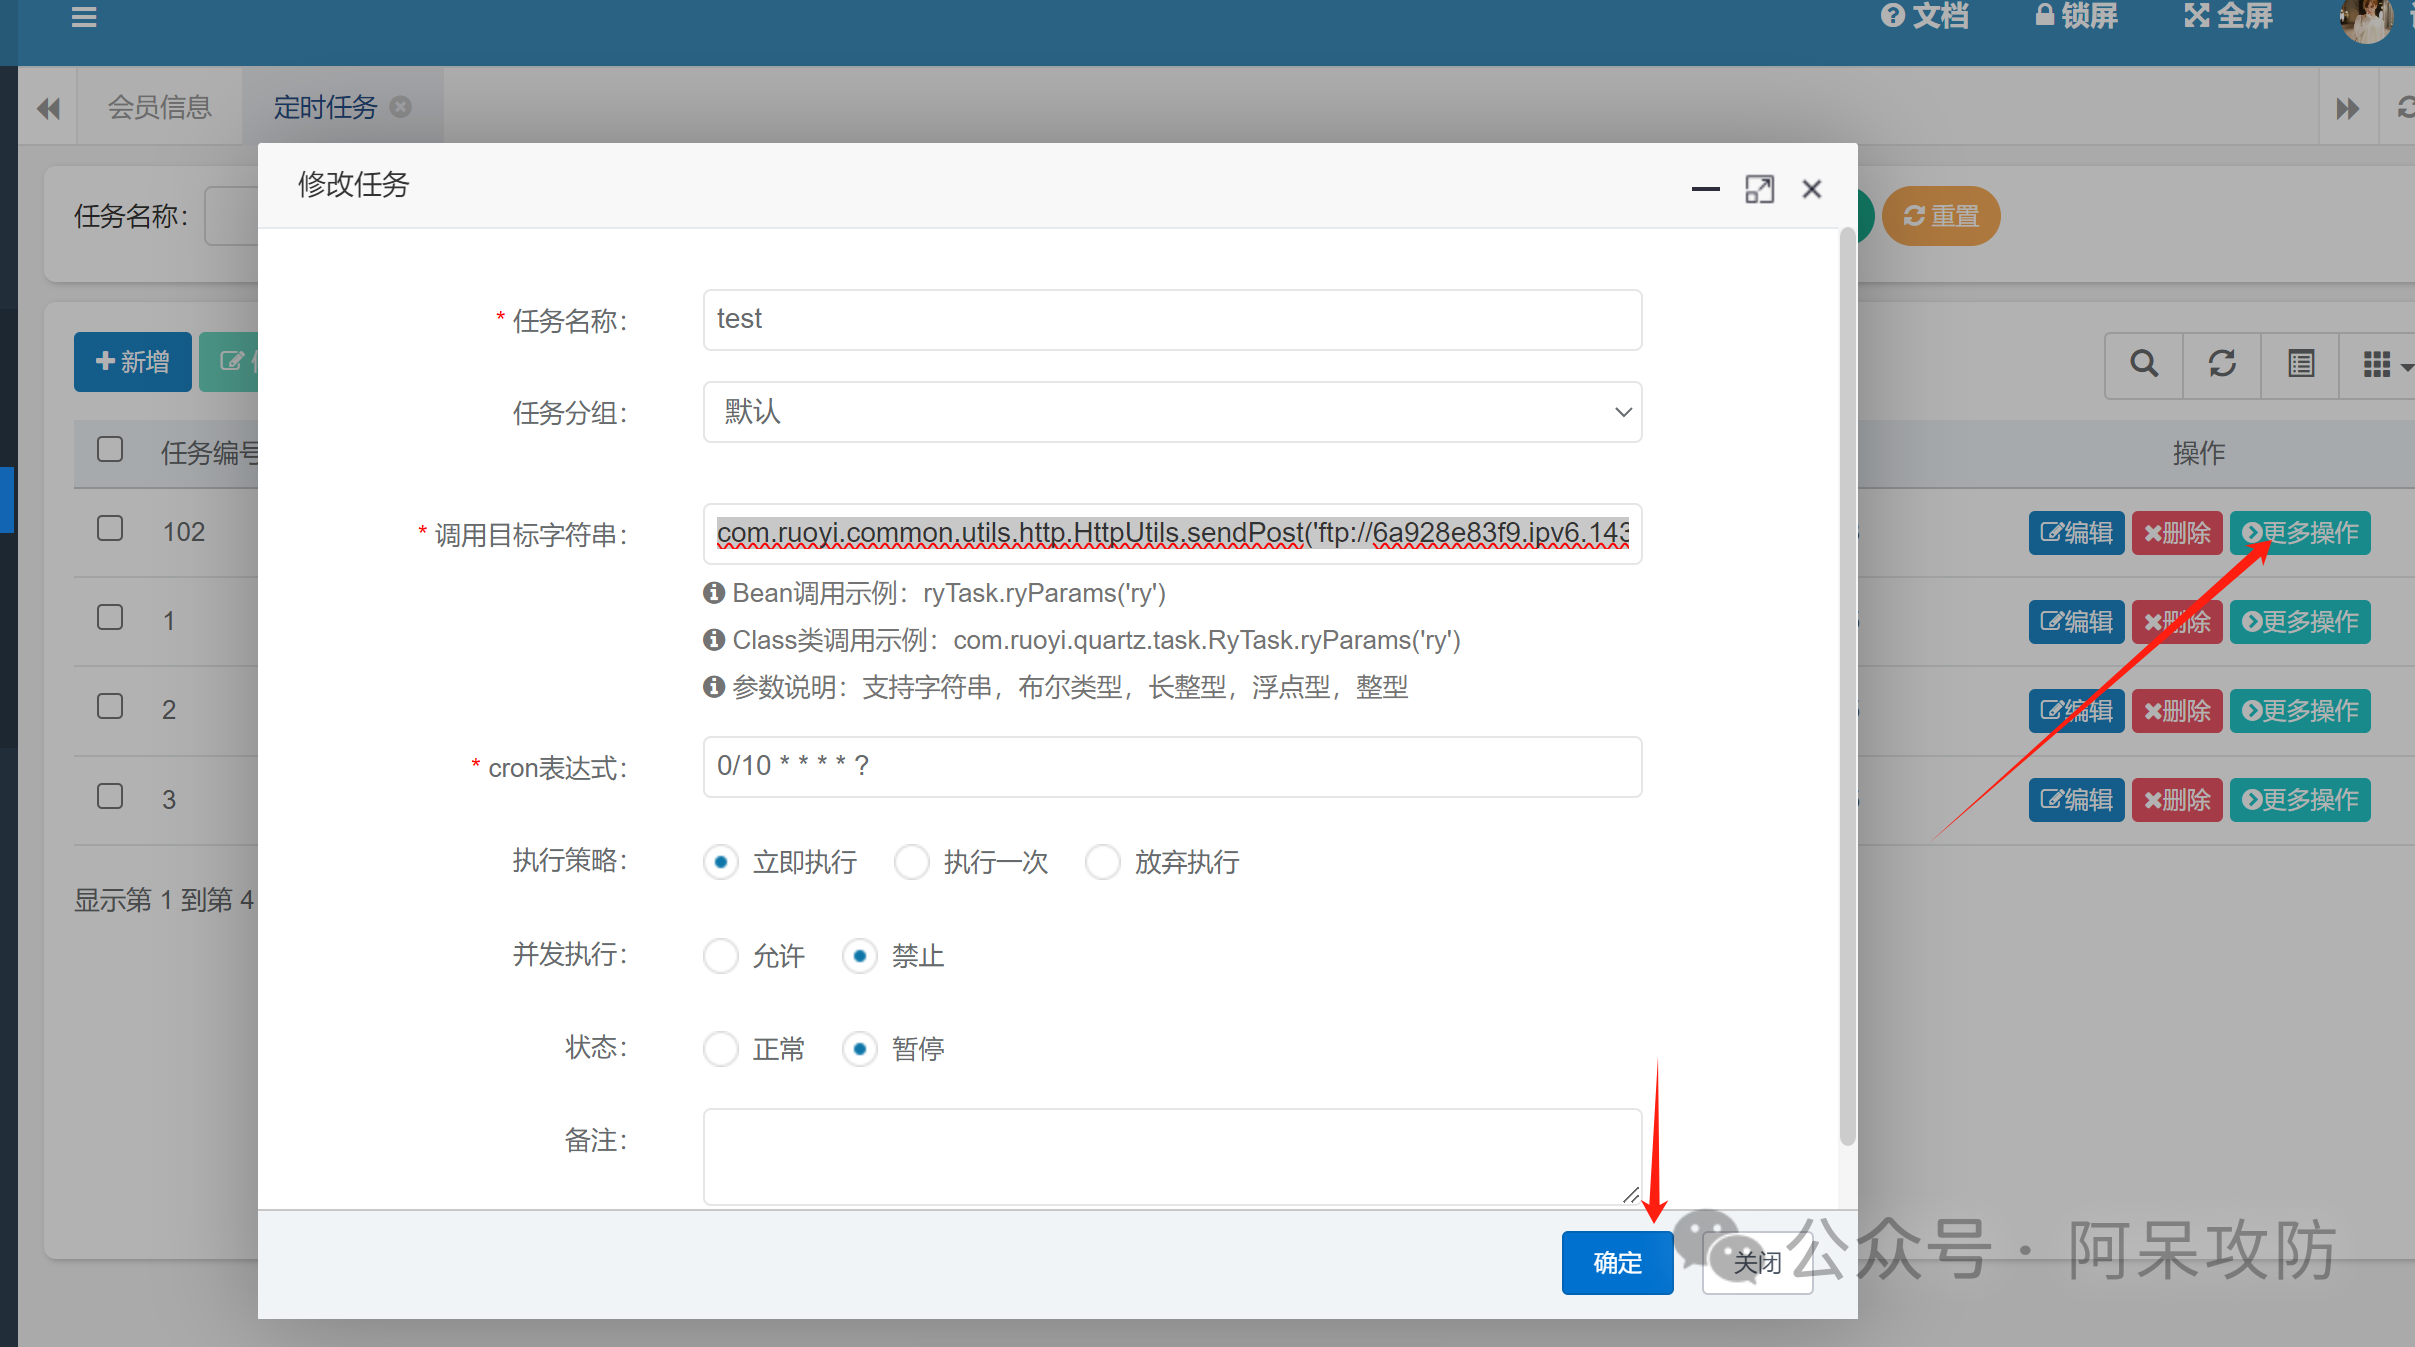 文档 锁屏 全屏
会员信息 定时任务
修改任务
任务名称： 重置
* 任务名称： test
新增
任务分组： 默认
任务编号 操作
* 调用目标字符串： com.ruoyi.common.utils.http.HttpUtils.sendPost('ftp://6a928e83f9.ipv6.143
102 编辑 删除 更多操作
Bean调用示例：ryTask.ryParams('ry')
1 编辑 删除 更多操作
Class类调用示例：com.ruoyi.quartz.task.RyTask.ryParams('ry')
参数说明：支持字符串，布尔类型，长整型，浮点型，整型
2 编辑 删除 更多操作
* cron表达式： 0/10 * * * * ?
3 编辑 删除 更多操作
执行策略： 立即执行 执行一次 放弃执行
显示第 1 到第 4
并发执行： 允许 禁止
状态： 正常 暂停
备注：
确定 关闭
公众号 · 阿呆攻防